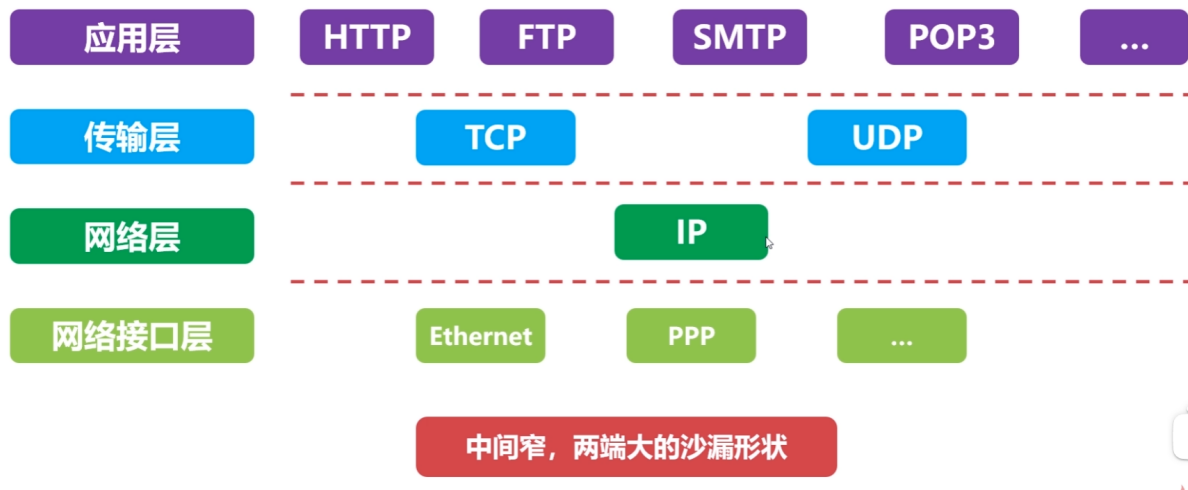 应用层 HTTP FTP SMTP POP3 ...
传输层 TCP UDP
网络层 IP
网络接口层 Ethernet PPP ...
中间窄，两端大的沙漏形状